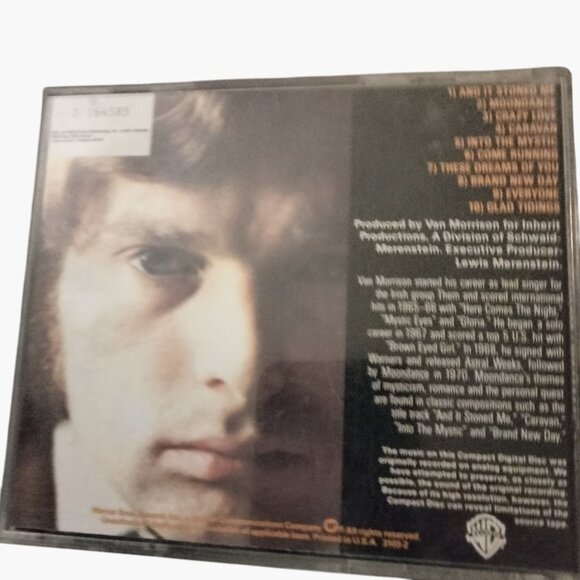 D 164585
1) AND IT STONED ME
2) MOONDANCE
3) CRAZY LOVE
4) CARAVAN
5) INTO THE MYSTIC
6) COME RUNNING
7) THESE DREAMS OF YOU
8) BRAND NEW DAY
9) EVERYONE
10) GLAD TIDINGS
Produced by Van Morrison for Inherit
Productions, A Division of Schwaid-
Merenstein. Executive Producer
Lewis Merenstein.
Van Morrison started his career as lead singer for
the Irish group Them and scored international
hits in 1965-66 with "Here Comes The Night,"
"Mystic Eyes" and "Gloria." He began a solo
career in 1967 and scored a top 5 U.S. hit with
"Brown Eyed Girl." In 1968, he signed with
Warners and released Astral Weeks, followed
by Moondance in 1970. Moondance's themes
of mysticism, romance and the personal quest
are found in classic compositions such as the
title track "And It Stoned Me," "Caravan,"
"Into The Mystic" and "Brand New Day."
The music on this Compact Digital Disc was
originally recorded on analog equipment. We
have attempted to preserve, as closely as
possible, the sound of the original recording.
Because of its high resolution, however, the
Compact Disc can reveal limitations of the
source tape.
All rights reserved.
Printed in U.S.A. 3103-2